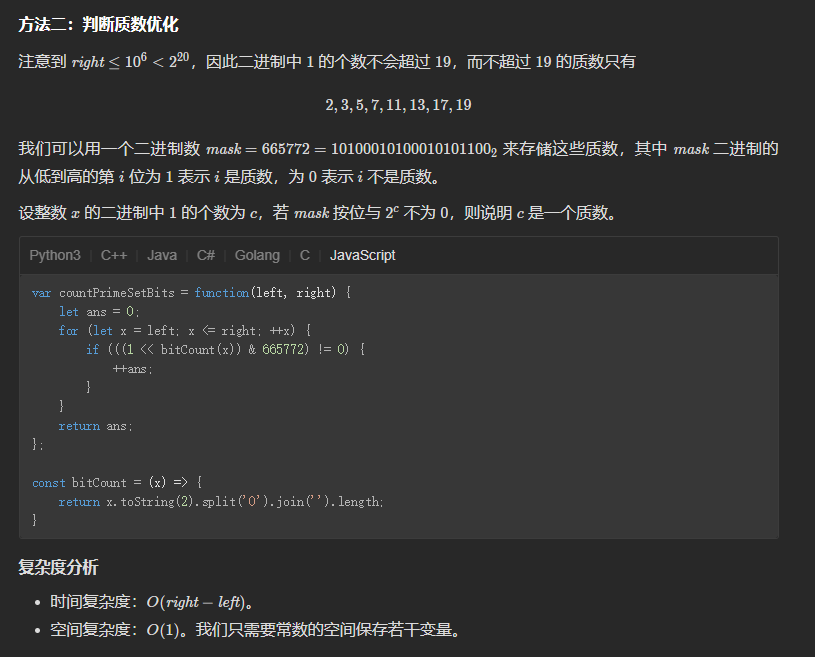 方法二：判断质数优化
注意到 right ≤ 10⁶ < 2²⁰，因此二进制中 1 的个数不会超过 19，而不超过 19 的质数只有
2, 3, 5, 7, 11, 13, 17, 19
我们可以用一个二进制数 mask = 665772 = 10100010100010101100₂ 来存储这些质数，其中 mask 二进制的
从低到高的第 i 位为 1 表示 i 是质数，为 0 表示 i 不是质数。
设整数 x 的二进制中 1 的个数为 c，若 mask 按位与 2ᶜ 不为 0，则说明 c 是一个质数。
Python3 | C++ | Java | C# | Golang | C | JavaScript
var countPrimeSetBits = function(left, right) {
    let ans = 0;
    for (let x = left; x <= right; ++x) {
        if (((1 << bitCount(x)) & 665772) != 0) {
            ++ans;
        }
    }
    return ans;
};
const bitCount = (x) => {
    return x.toString(2).split('0').join('').length;
}
复杂度分析
• 时间复杂度：O(right − left)。
• 空间复杂度：O(1)。我们只需要常数的空间保存若干变量。